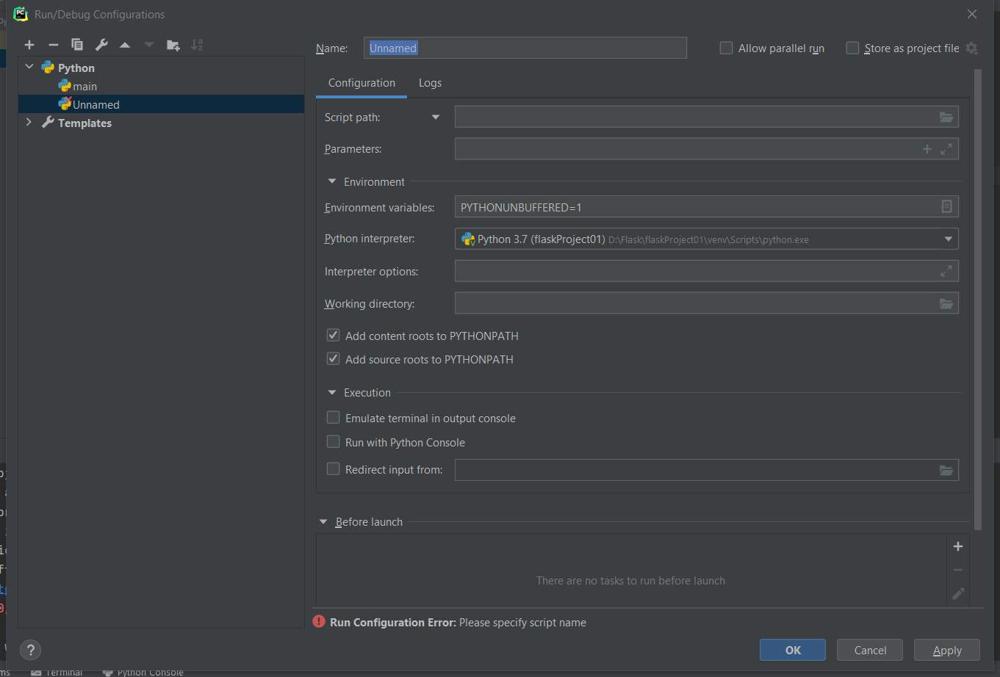 PC
Run/Debug Configurations
Name:
Unnamed
Allow parallel run
Store as project file
Python
main
Unnamed
Templates
Configuration
Logs
Script path:
Parameters:
Environment
Environment variables:
PYTHONUNBUFFERED=1
Python interpreter:
Python 3.7 (flaskProject01) D:\Flask\flaskProject01\venv\Scripts\python.exe
Interpreter options:
Working directory:
Add content roots to PYTHONPATH
Add source roots to PYTHONPATH
Execution
Emulate terminal in output console
Run with Python Console
Redirect input from:
Before launch
There are no tasks to run before launch
Run Configuration Error: Please specify script name
?
OK
Cancel
Apply
Terminal
Python Console